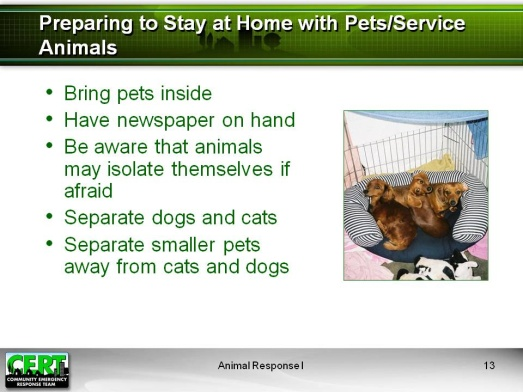 Preparing to Stay at Home with Pets/Service
Animals
• Bring pets inside
• Have newspaper on hand
• Be aware that animals
may isolate themselves if
afraid
• Separate dogs and cats
• Separate smaller pets
away from cats and dogs
CERT
COMMUNITY EMERGENCY
RESPONSE TEAM
Animal Response I
13